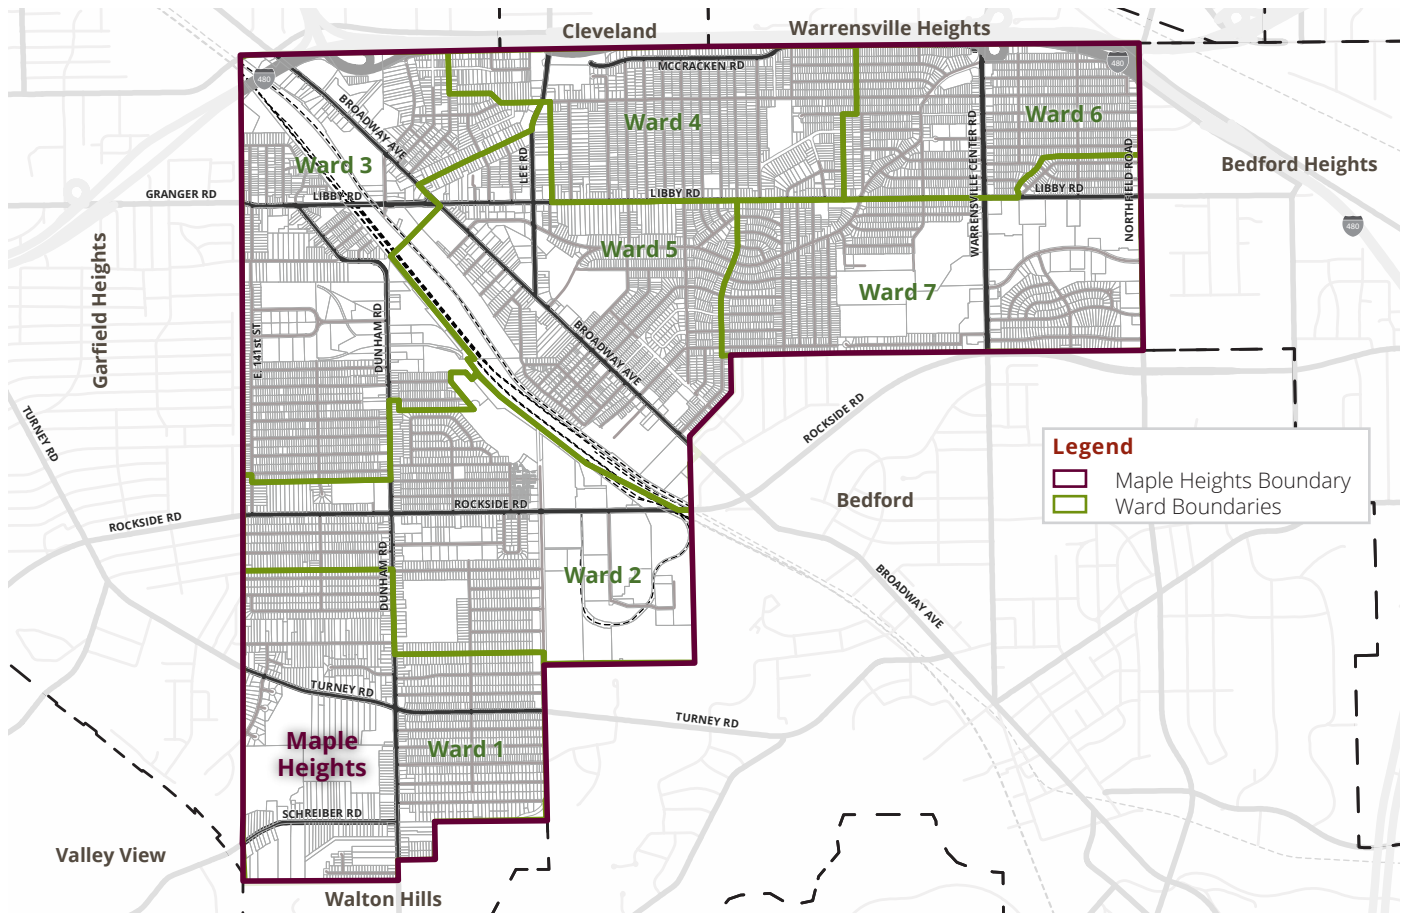 Cleveland
Warrensville Heights
480
MCCRACKEN RD
480
BROADWAY AVE
Ward 4
Ward 6
Ward 3
LEE RD
WARRENSVILLE CENTER RD
NORTHFIELD ROAD
Bedford Heights
GRANGER RD
LIBBY RD
LIBBY RD
LIBBY RD
480
Garfield Heights
Ward 5
Ward 7
E. 141st ST
DUNHAM RD
BROADWAY AVE
TURNEY RD
ROCKSIDE RD
Legend
Maple Heights Boundary
Ward Boundaries
ROCKSIDE RD
ROCKSIDE RD
Bedford
DUNHAM RD
Ward 2
BROADWAY AVE
TURNEY RD
TURNEY RD
Maple
Heights
Ward 1
SCHREIBER RD
Valley View
Walton Hills